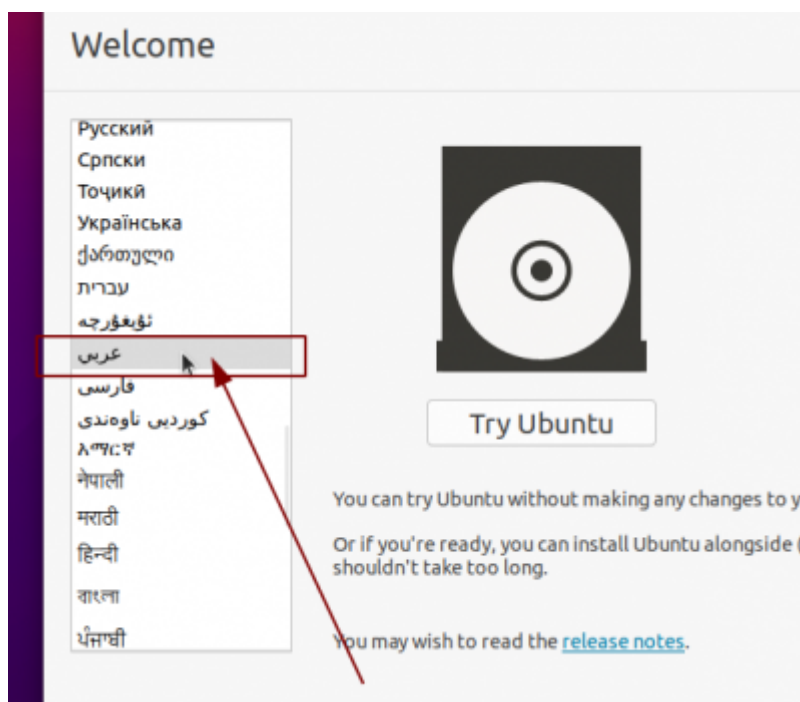 Welcome
Русский
Српски
Тоҷикӣ
Українська
ქართული
עברית
ئۇيغۇرچە
عربي
فارسی
كوردیی ناوەندی
አማርኛ
नेपाली
मराठी
हिन्दी
বাংলা
ਪੰਜਾਬੀ
Try Ubuntu
You can try Ubuntu without making any changes to y
Or if you're ready, you can install Ubuntu alongside (
shouldn't take too long.
You may wish to read the release notes.